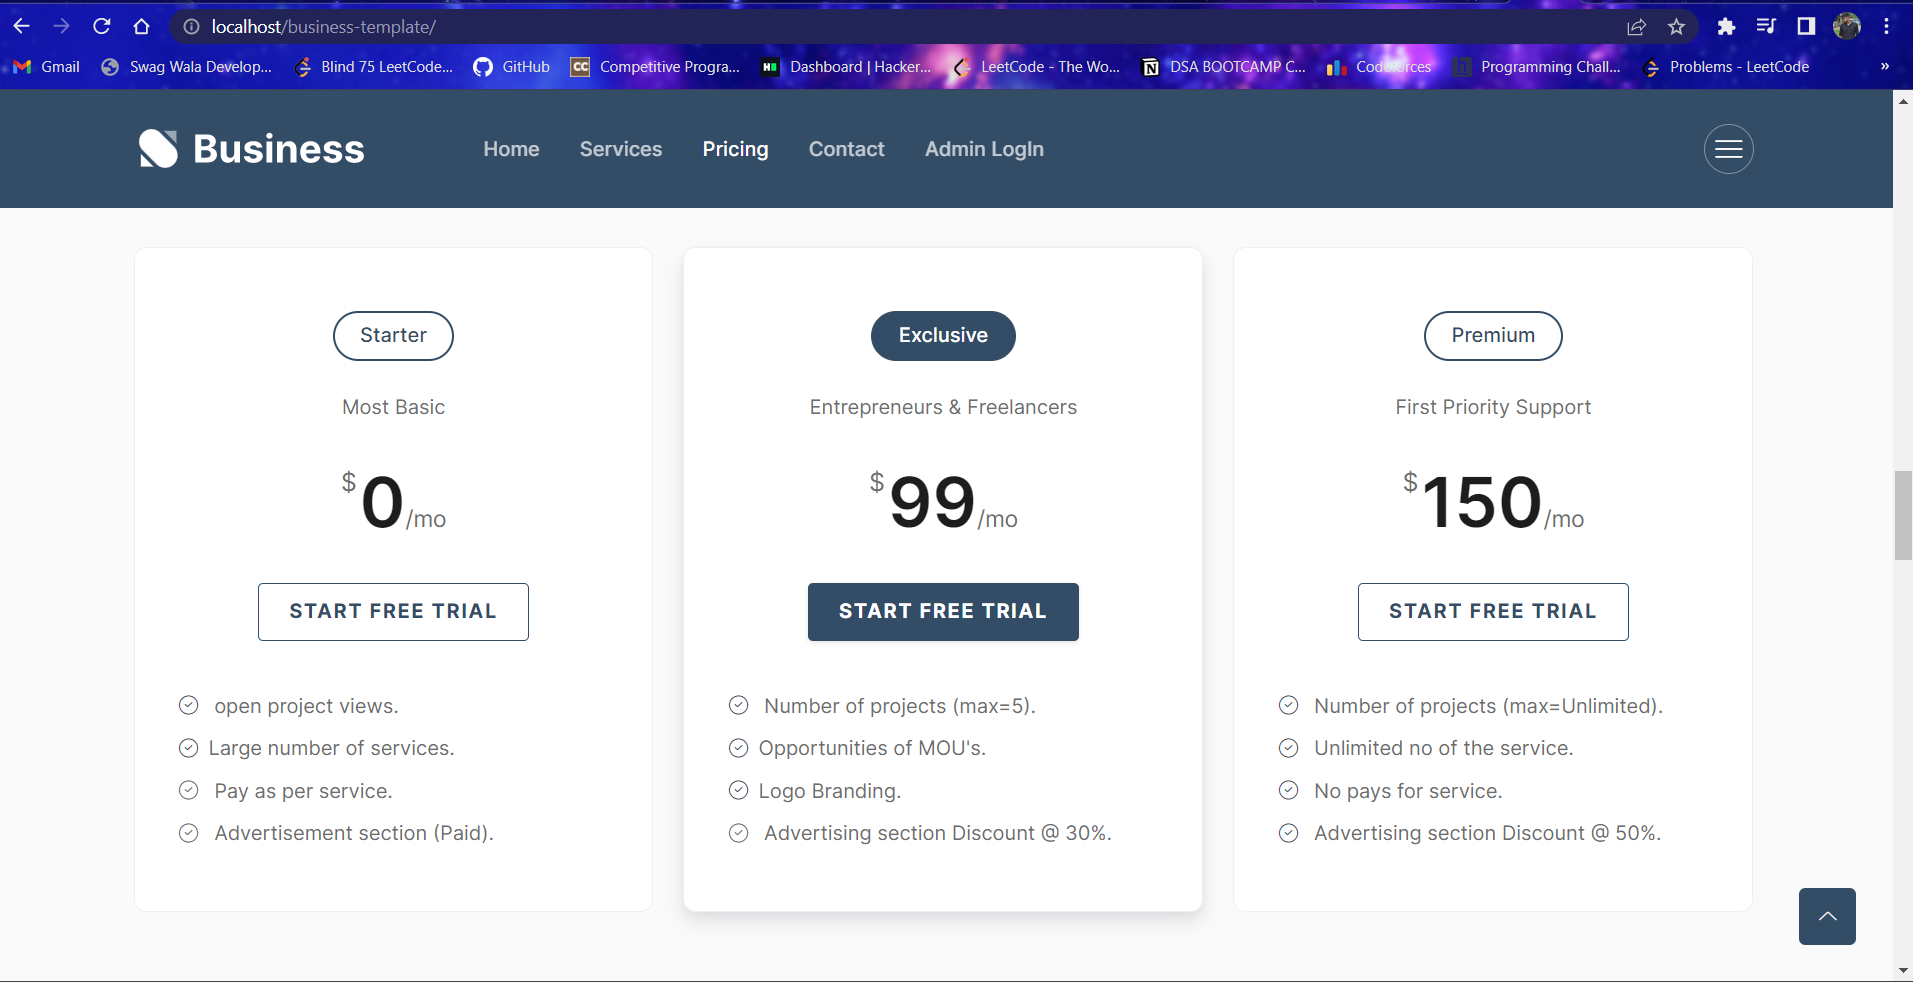 localhost/business-template/
Gmail Swag Wala Develop... Blind 75 LeetCode... GitHub CC Competitive Progra... H Dashboard | Hacker... LeetCode - The Wo... N DSA BOOTCAMP C... Codeforces h Programming Chall... Problems - LeetCode »
Business Home Services Pricing Contact Admin LogIn
Starter
Most Basic
$0/mo
START FREE TRIAL
open project views.
Large number of services.
Pay as per service.
Advertisement section (Paid).
Exclusive
Entrepreneurs & Freelancers
$99/mo
START FREE TRIAL
Number of projects (max=5).
Opportunities of MOU's.
Logo Branding.
Advertising section Discount @ 30%.
Premium
First Priority Support
$150/mo
START FREE TRIAL
Number of projects (max=Unlimited).
Unlimited no of the service.
No pays for service.
Advertising section Discount @ 50%.